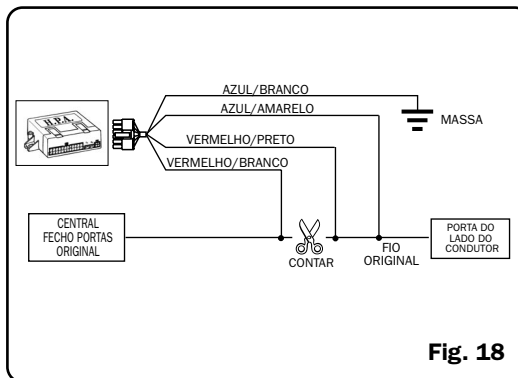 AZUL/BRANCO
AZUL/AMARELO
MASSA
H.P.A.
VERMELHO/PRETO
VERMELHO/BRANCO
CENTRAL
FECHO PORTAS
ORIGINAL
CONTAR
FIO
ORIGINAL
PORTA DO
LADO DO
CONDUTOR
Fig. 18